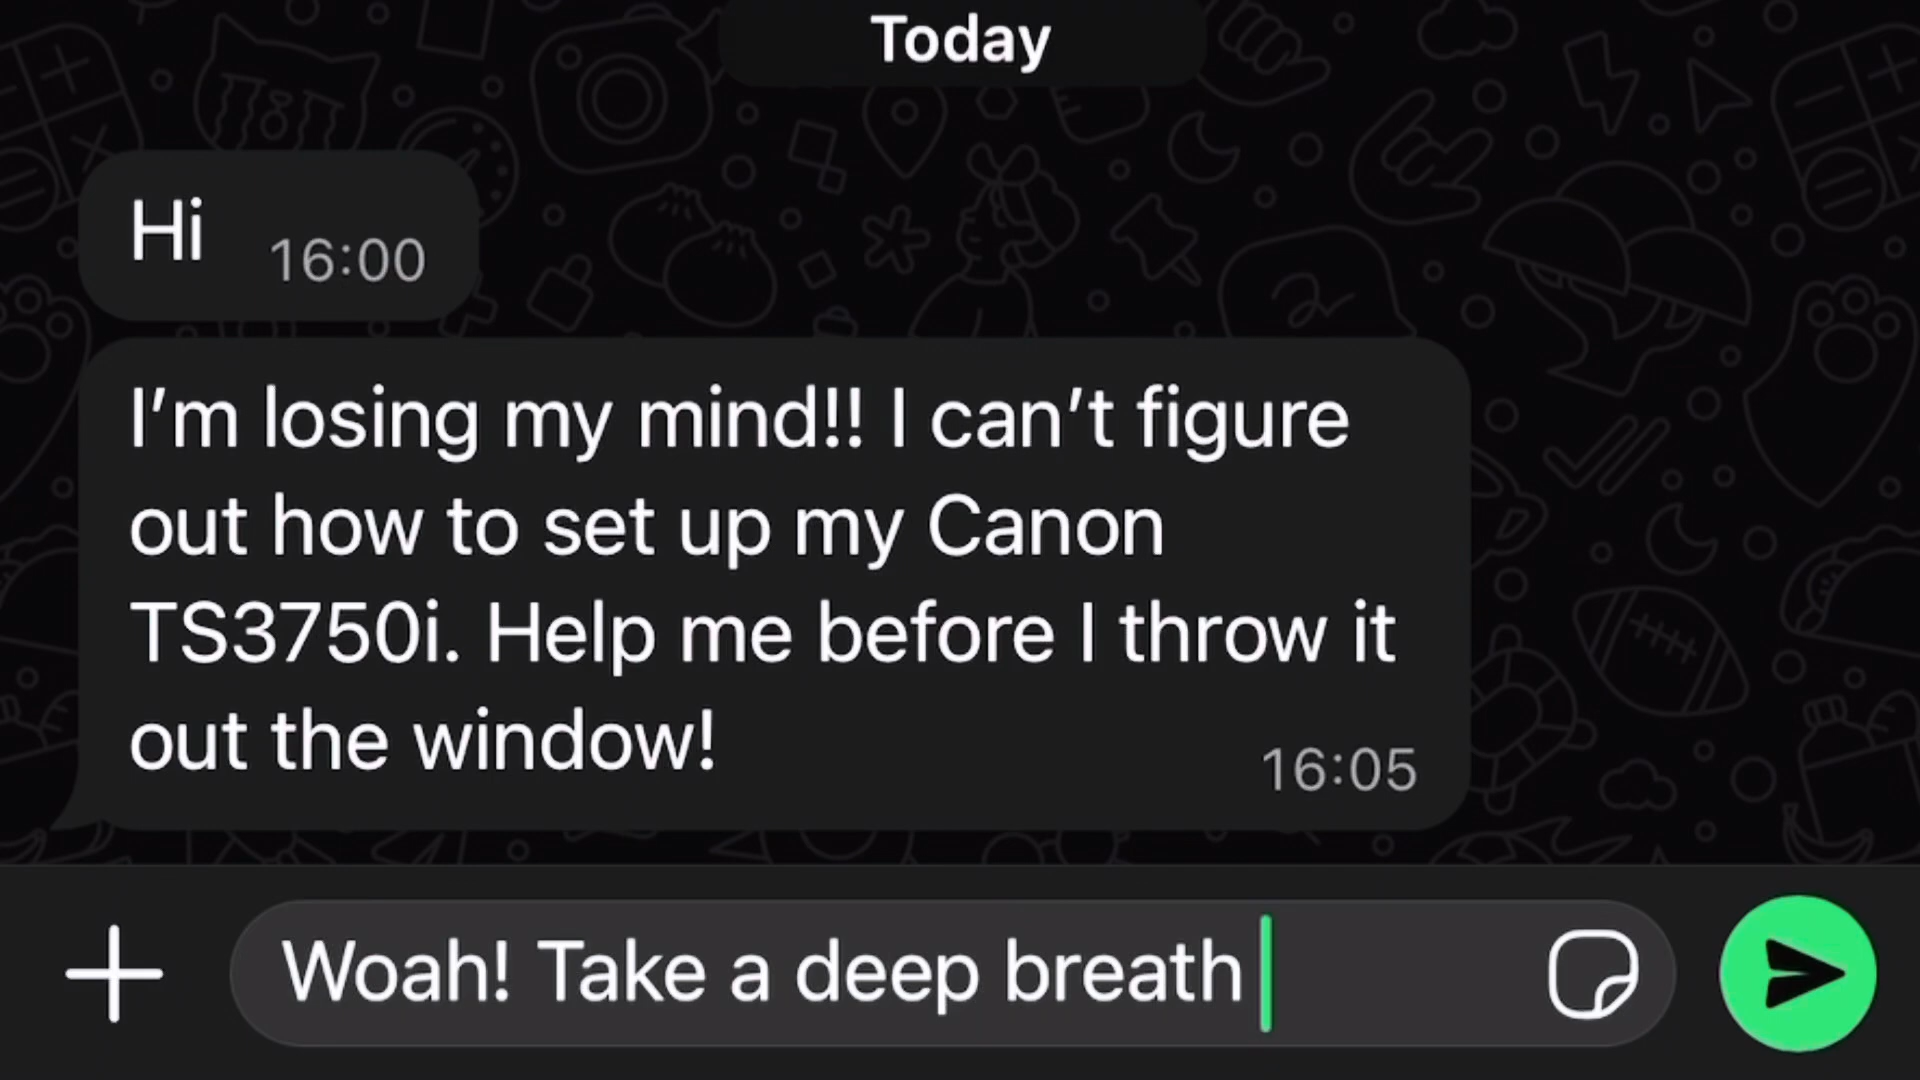 Today
Hi
16:00
I’m losing my mind!! I can’t figure
out how to set up my Canon
TS3750i. Help me before I throw it
out the window!
16:05
Woah! Take a deep breath